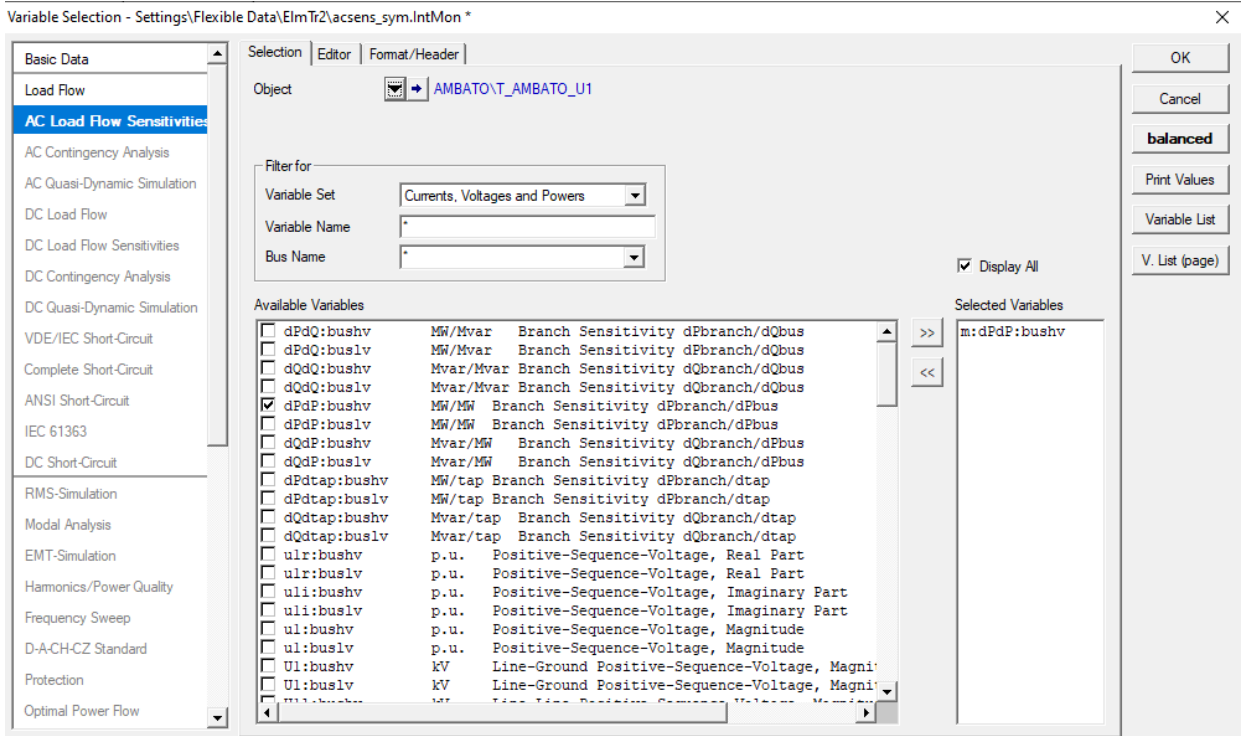 Variable Selection - Settings\Flexible Data\ElmTr2\acsens_sym.IntMon *
Basic Data
Load Flow
AC Load Flow Sensitivities
AC Contingency Analysis
AC Quasi-Dynamic Simulation
DC Load Flow
DC Load Flow Sensitivities
DC Contingency Analysis
DC Quasi-Dynamic Simulation
VDE/IEC Short-Circuit
Complete Short-Circuit
ANSI Short-Circuit
IEC 61363
DC Short-Circuit
RMS-Simulation
Modal Analysis
EMT-Simulation
Harmonics/Power Quality
Frequency Sweep
D-A-CH-CZ Standard
Protection
Optimal Power Flow
Selection Editor Format/Header
Object AMBATO\T_AMBATO_U1
Filter for
Variable Set Currents, Voltages and Powers
Variable Name *
Bus Name *
Display All
Available Variables
dPdQ:bushv MW/Mvar Branch Sensitivity dPbranch/dQbus
dPdQ:buslv MW/Mvar Branch Sensitivity dPbranch/dQbus
dQdQ:bushv Mvar/Mvar Branch Sensitivity dQbranch/dQbus
dQdQ:buslv Mvar/Mvar Branch Sensitivity dQbranch/dQbus
dPdP:bushv MW/MW Branch Sensitivity dPbranch/dPbus
dPdP:buslv MW/MW Branch Sensitivity dPbranch/dPbus
dQdP:bushv Mvar/MW Branch Sensitivity dQbranch/dPbus
dQdP:buslv Mvar/MW Branch Sensitivity dQbranch/dPbus
dPdtap:bushv MW/tap Branch Sensitivity dPbranch/dtap
dPdtap:buslv MW/tap Branch Sensitivity dPbranch/dtap
dQdtap:bushv Mvar/tap Branch Sensitivity dQbranch/dtap
dQdtap:buslv Mvar/tap Branch Sensitivity dQbranch/dtap
u1r:bushv p.u. Positive-Sequence-Voltage, Real Part
u1r:buslv p.u. Positive-Sequence-Voltage, Real Part
u1i:bushv p.u. Positive-Sequence-Voltage, Imaginary Part
u1i:buslv p.u. Positive-Sequence-Voltage, Imaginary Part
u1:bushv p.u. Positive-Sequence-Voltage, Magnitude
u1:buslv p.u. Positive-Sequence-Voltage, Magnitude
U1:bushv kV Line-Ground Positive-Sequence-Voltage, Magni
U1:buslv kV Line-Ground Positive-Sequence-Voltage, Magni
>>
<<
Selected Variables
m:dPdP:bushv
OK
Cancel
balanced
Print Values
Variable List
V. List (page)